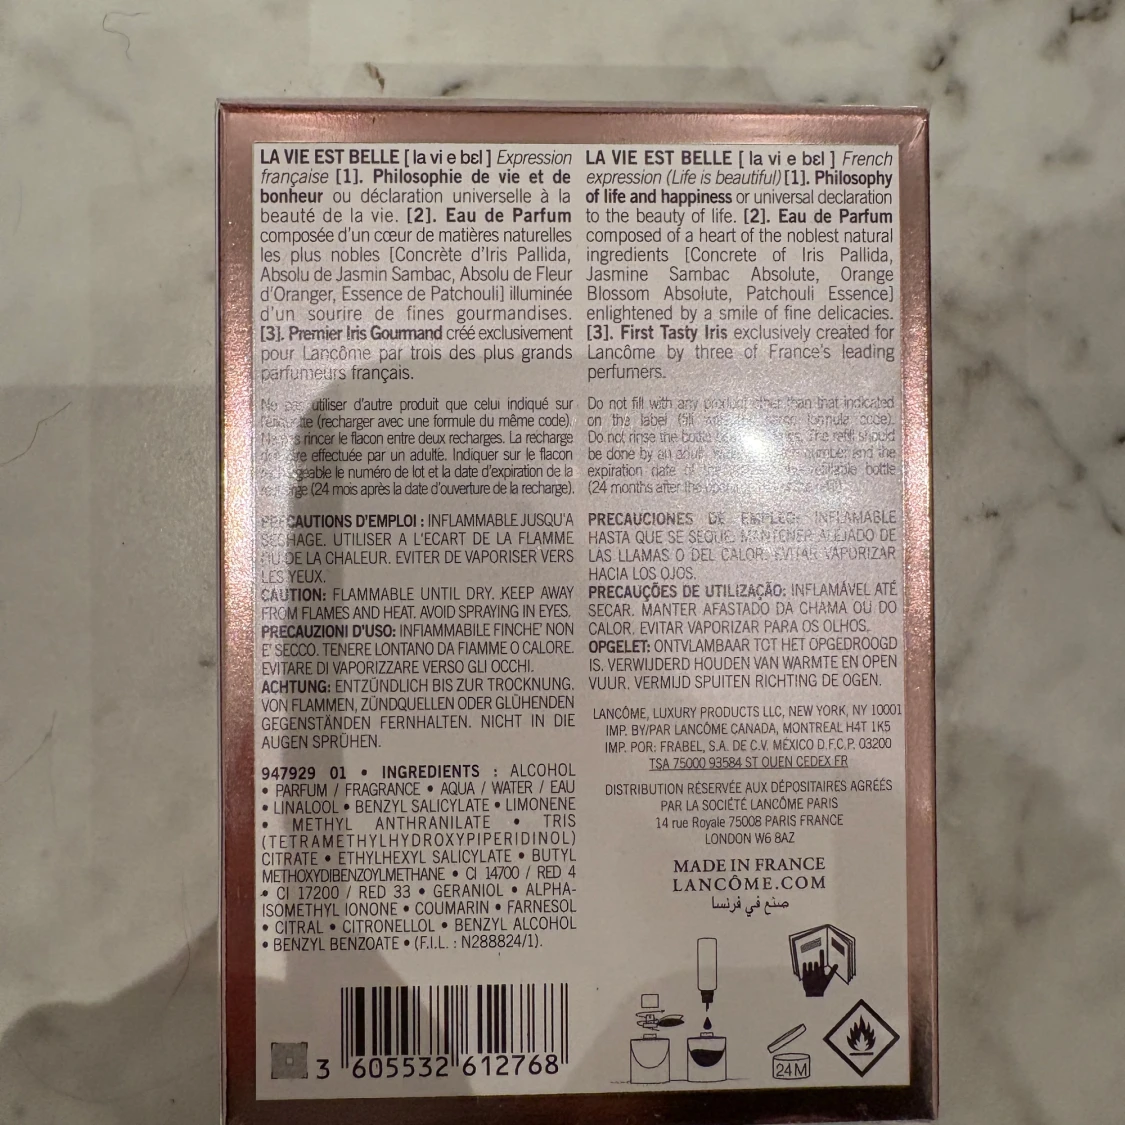 LA VIE EST BELLE [ la vi e bɛl ] Expression
française [1]. Philosophie de vie et de
bonheur ou déclaration universelle à la
beauté de la vie. [2]. Eau de Parfum
composée d'un cœur de matières naturelles
les plus nobles [Concrète d'Iris Pallida,
Absolu de Jasmin Sambac, Absolu de Fleur
d'Oranger, Essence de Patchouli] illuminée
d'un sourire de fines gourmandises.
[3]. Premier Iris Gourmand créé exclusivement
pour Lancôme par trois des plus grands
parfumeurs français.
Ne pas utiliser d'autre produit que celui indiqué sur
(recharger avec une formule du même code).
rincer le flacon entre deux recharges. La recharge
effectuée par un adulte. Indiquer sur le flacon
le numéro de lot et la date d'expiration de la
(24 mois après la date d'ouverture de la recharge).
PRECAUTIONS D'EMPLOI : INFLAMMABLE JUSQU'A
SECHAGE. UTILISER A L'ECART DE LA FLAMME
OU DE LA CHALEUR. EVITER DE VAPORISER VERS
LES YEUX.
CAUTION: FLAMMABLE UNTIL DRY. KEEP AWAY
FROM FLAMES AND HEAT. AVOID SPRAYING IN EYES.
PRECAUZIONI D'USO: INFIAMMABILE FINCHE' NON
E' SECCO. TENERE LONTANO DA FIAMME O CALORE.
EVITARE DI VAPORIZZARE VERSO GLI OCCHI.
ACHTUNG: ENTZÜNDLICH BIS ZUR TROCKNUNG.
VON FLAMMEN, ZÜNDQUELLEN ODER GLÜHENDEN
GEGENSTÄNDEN FERNHALTEN. NICHT IN DIE
AUGEN SPRÜHEN.
947929 01 • INGREDIENTS : ALCOHOL
• PARFUM / FRAGRANCE • AQUA / WATER / EAU
• LINALOOL • BENZYL SALICYLATE • LIMONENE
• METHYL ANTHRANILATE • TRIS
(TETRAMETHYLHYDROXYPIPERIDINOL)
CITRATE • ETHYLHEXYL SALICYLATE • BUTYL
METHOXYDIBENZOYLMETHANE • CI 14700 / RED 4
• CI 17200 / RED 33 • GERANIOL • ALPHA-
ISOMETHYL IONONE • COUMARIN • FARNESOL
• CITRAL • CITRONELLOL • BENZYL ALCOHOL
• BENZYL BENZOATE • (F.I.L. : N288824/1).
3 605532 612768
LA VIE EST BELLE [ la vi e bɛl ] French
expression (Life is beautiful) [1]. Philosophy
of life and happiness or universal declaration
to the beauty of life. [2]. Eau de Parfum
composed of a heart of the noblest natural
ingredients [Concrete of Iris Pallida,
Jasmine Sambac Absolute, Orange
Blossom Absolute, Patchouli Essence]
enlightened by a smile of fine delicacies.
[3]. First Tasty Iris exclusively created for
Lancôme by three of France's leading
perfumers.
Do not fill with any product other than that indicated
on the label formula code).
Do not rinse the bottle The refill should
be done by an adult. number and the
expiration date of the refillable bottle
(24 months after the
PRECAUCIONES DE EMPLEO: INFLAMABLE
HASTA QUE SE SEQUE. MANTENER ALEJADO DE
LAS LLAMAS O DEL CALOR. EVITAR VAPORIZAR
HACIA LOS OJOS.
PRECAUÇÕES DE UTILIZAÇÃO: INFLAMÁVEL ATÉ
SECAR. MANTER AFASTADO DA CHAMA OU DO
CALOR. EVITAR VAPORIZAR PARA OS OLHOS.
OPGELET: ONTVLAMBAAR TOT HET OPGEDROOGD
IS. VERWIJDERD HOUDEN VAN WARMTE EN OPEN
VUUR. VERMIJD SPUITEN RICHTING DE OGEN.
LANCÔME, LUXURY PRODUCTS LLC, NEW YORK, NY 10001
IMP. BY/PAR LANCÔME CANADA, MONTREAL H4T 1K5
IMP. POR: FRABEL, S.A. DE C.V. MÉXICO D.F.C.P. 03200
TSA 75000 93584 ST OUEN CEDEX FR
DISTRIBUTION RÉSERVÉE AUX DÉPOSITAIRES AGRÉÉS
PAR LA SOCIÉTÉ LANCÔME PARIS
14 rue Royale 75008 PARIS FRANCE
LONDON W6 8AZ
MADE IN FRANCE
LANCÔME.COM
صنع في فرنسا
24M